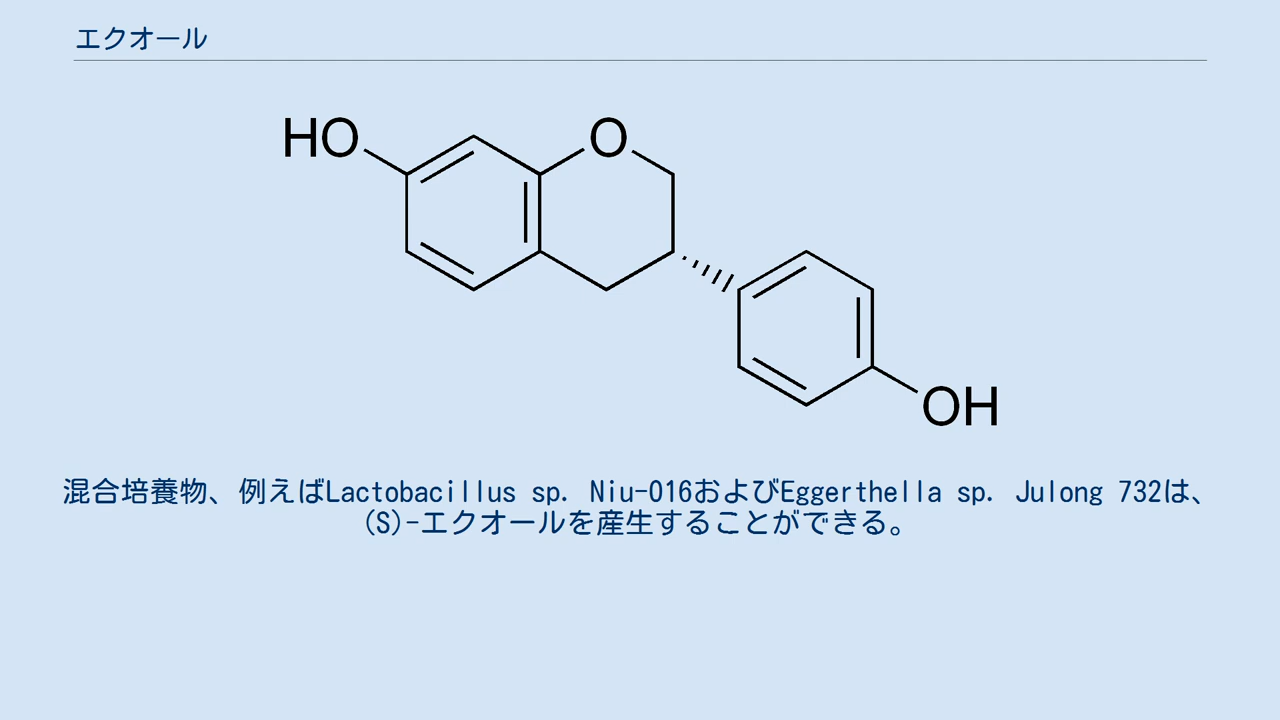 エクオール
HO
O
OH
混合培養物、例えばLactobacillus sp. Niu-O16およびEggerthella sp. Julong 732は、
(S)-エクオールを産生することができる。